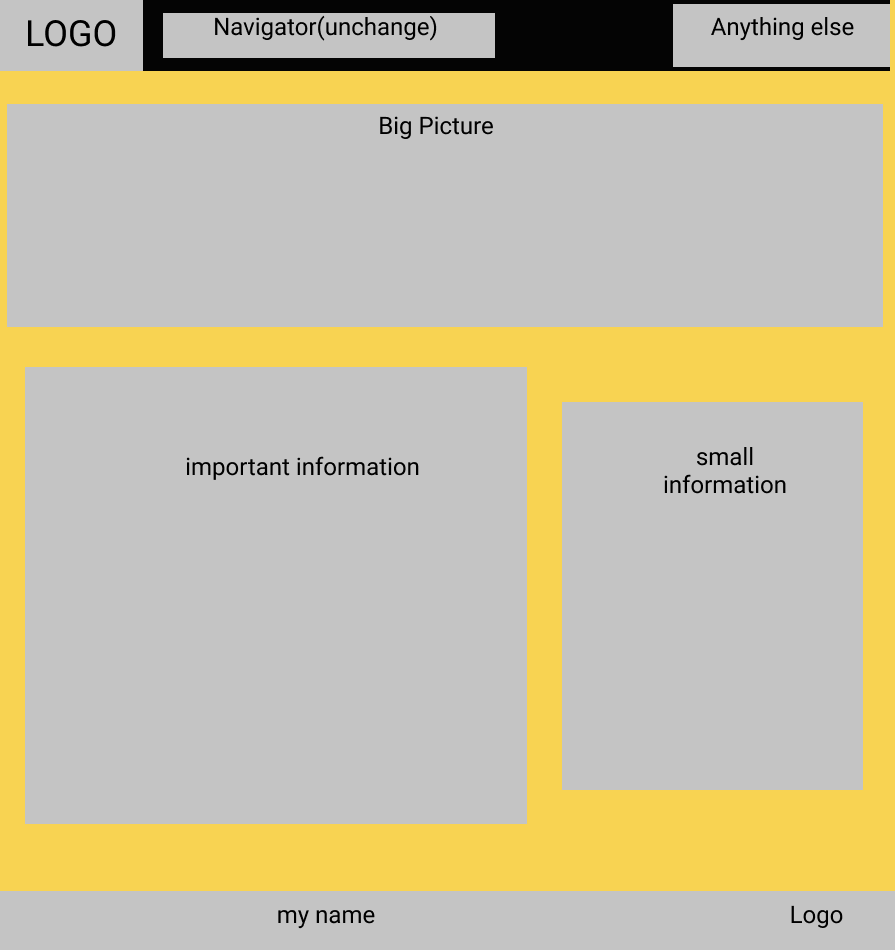 LOGO
Navigator(unchange)
Anything else
Big Picture
important information
small
information
my name
Logo